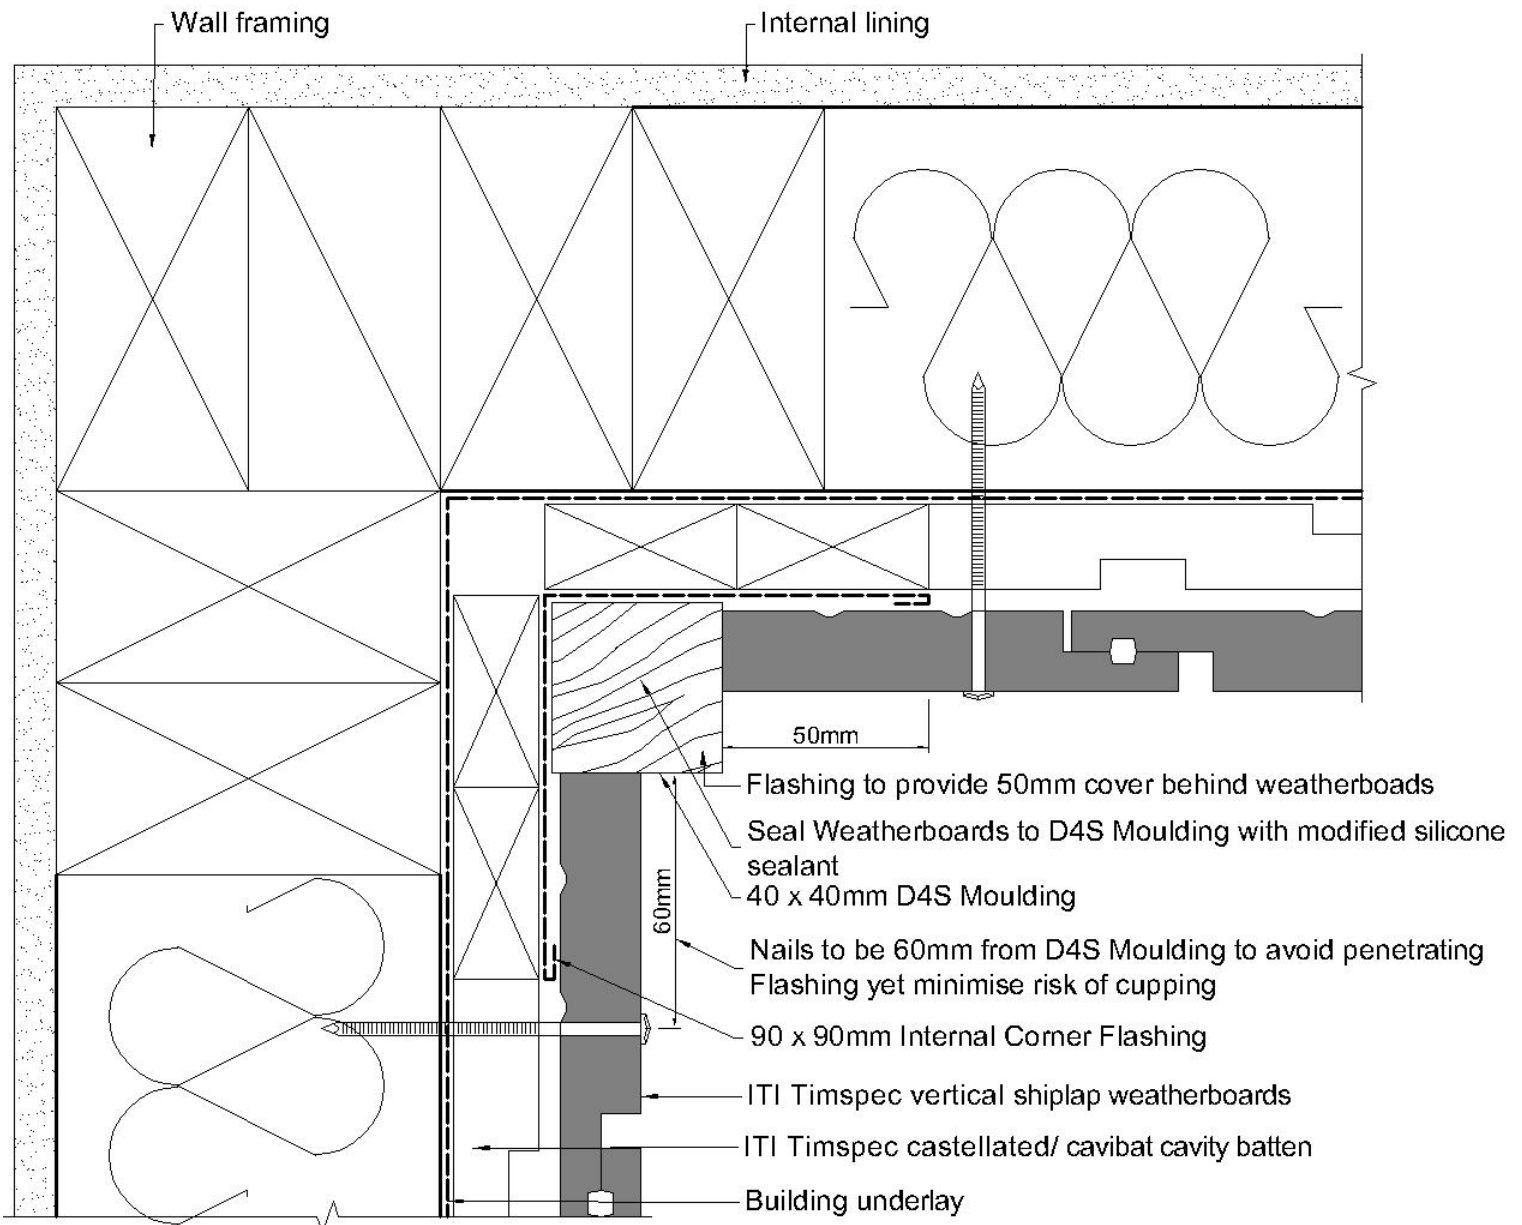 Wall framing
Internal lining
50mm
Flashing to provide 50mm cover behind weatherboads
Seal Weatherboards to D4S Moulding with modified silicone
sealant
40 x 40mm D4S Moulding
60mm
Nails to be 60mm from D4S Moulding to avoid penetrating
Flashing yet minimise risk of cupping
90 x 90mm Internal Corner Flashing
ITI Timspec vertical shiplap weatherboards
ITI Timspec castellated/ cavibat cavity batten
Building underlay